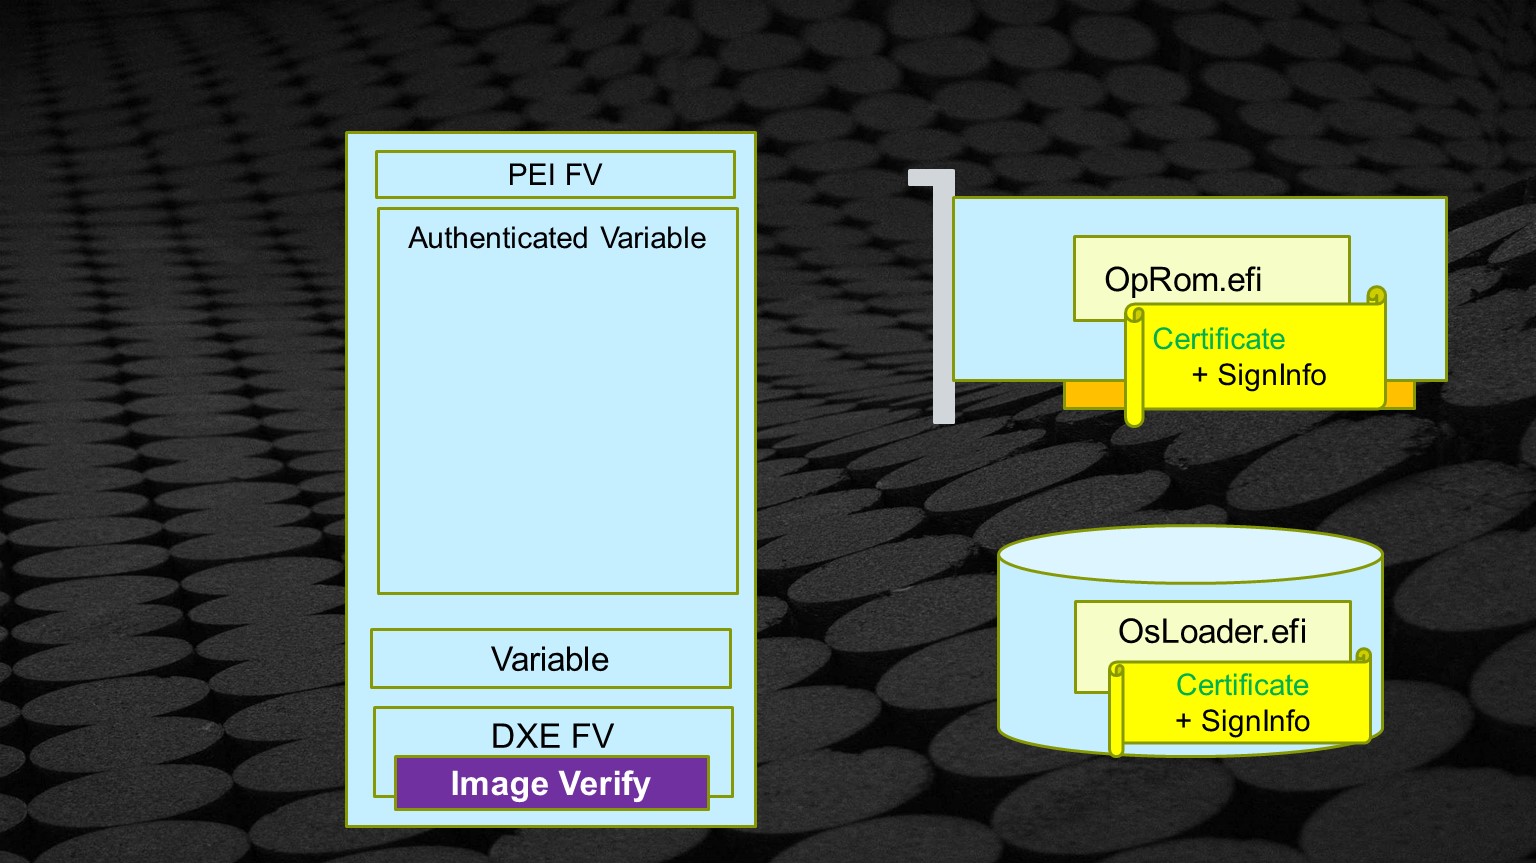 PEI FV
Authenticated Variable
Variable
DXE FV
Image Verify
OpRom.efi
Certificate
+ SignInfo
OsLoader.efi
Certificate
+ SignInfo